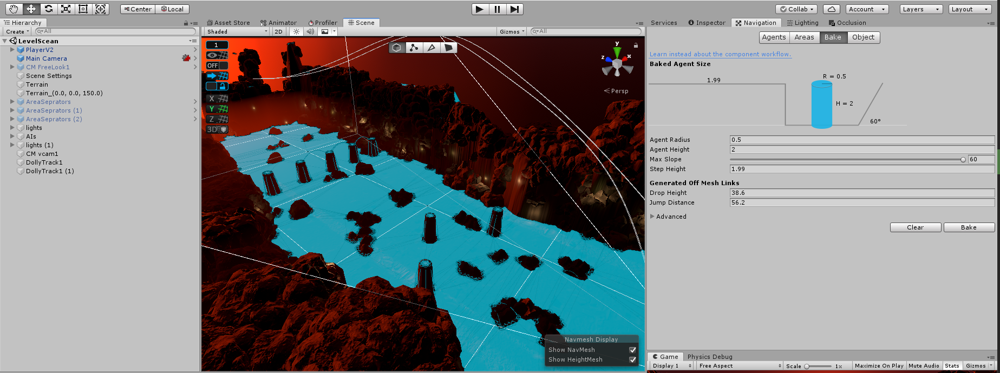 Center Local
Collab Account Layers Layout
Hierarchy
Create All
LevelScean
PlayerV2
Main Camera
CM FreeLook1
Scene Settings
Terrain
Terrain_(0.0, 0.0, 150.0)
AreaSeprators
AreaSeprators (1)
AreaSeprators (2)
lights
AIs
lights (1)
CM vcam1
DollyTrack1
DollyTrack1 (1)
Asset Store Animator Profiler Scene
Shaded 2D Gizmos All
1
OFF
X
Y
Z
3D
y
z x
Persp
Navmesh Display
Show NavMesh
Show HeightMesh
Services Inspector Navigation Lighting Occlusion
Agents Areas Bake Object
Learn instead about the component workflow.
Baked Agent Size
R = 0.5
1.99
H = 2
60°
Agent Radius 0.5
Agent Height 2
Max Slope 60
Step Height 1.99
Generated Off Mesh Links
Drop Height 38.6
Jump Distance 56.2
Advanced
Clear Bake
Game Physics Debug
Display 1 Free Aspect Scale 1x Maximize On Play Mute Audio Stats Gizmos